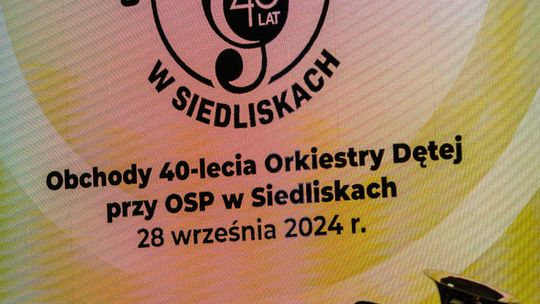 40
LAT
W SIEDLISKACH
Obchody 40-lecia Orkiestry Dętej
przy OSP w Siedliskach
28 września 2024 r.